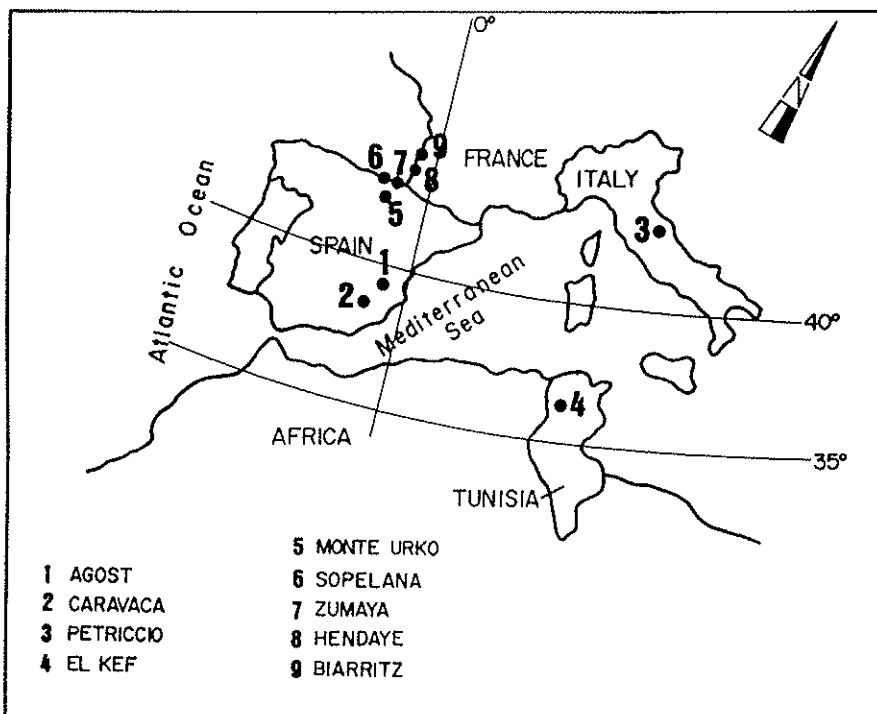 0°
9
6
7
FRANCE
8
ITALY
5
3
Atlantic Ocean
SPAIN
1
2
Mediterranean
Sea
40°
4
AFRICA
35°
TUNISIA
1 AGOST
2 CARAVACA
3 PETRICCIO
4 EL KEF
5 MONTE URKO
6 SOPELANA
7 ZUMAYA
8 HENDAYE
9 BIARRITZ
N